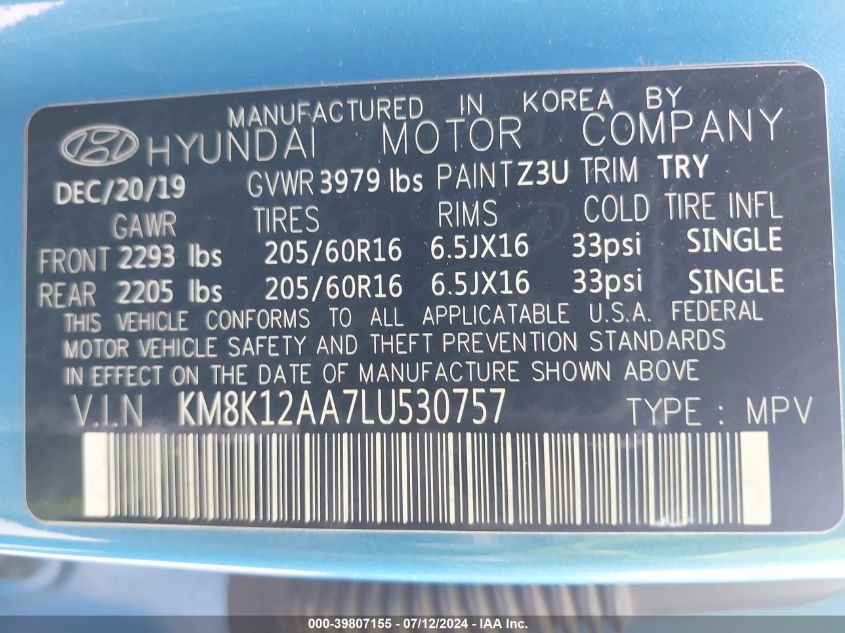 MANUFACTURED IN KOREA BY
HYUNDAI MOTOR COMPANY
DEC/20/19 GVWR 3979 lbs PAINT Z3U TRIM TRY
GAWR TIRES RIMS COLD TIRE INFL
FRONT 2293 lbs 205/60R16 6.5JX16 33psi SINGLE
REAR 2205 lbs 205/60R16 6.5JX16 33psi SINGLE
THIS VEHICLE CONFORMS TO ALL APPLICATABLE U.S.A. FEDERAL
MOTOR VEHICLE SAFETY AND THEFT PREVENTION STANDARDS
IN EFFECT ON THE DATE OF MANUFACTURE SHOWN ABOVE
V.I.N KM8K12AA7LU530757 TYPE : MPV
000-39807155 - 07/12/2024 - IAA Inc.